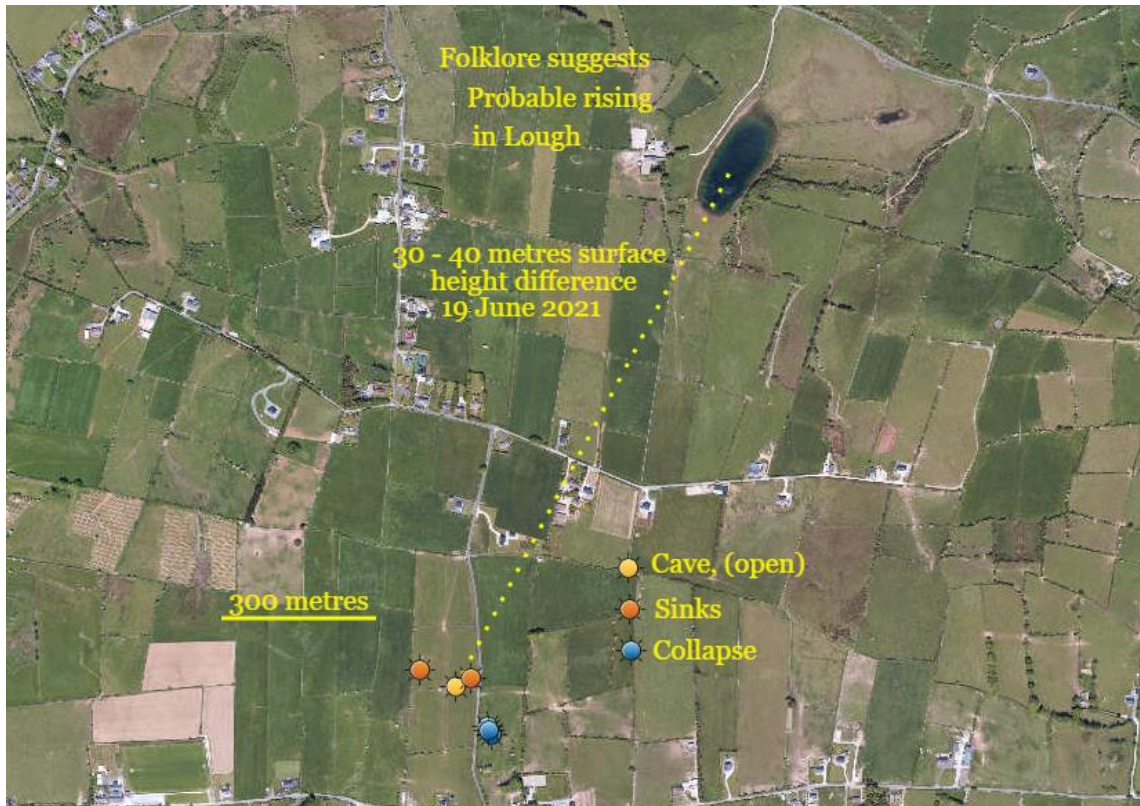 Folklore suggests
Probable rising
in Lough
30 - 40 metres surface
height difference
19 June 2021
Cave, (open)
300 metres
Sinks
Collapse